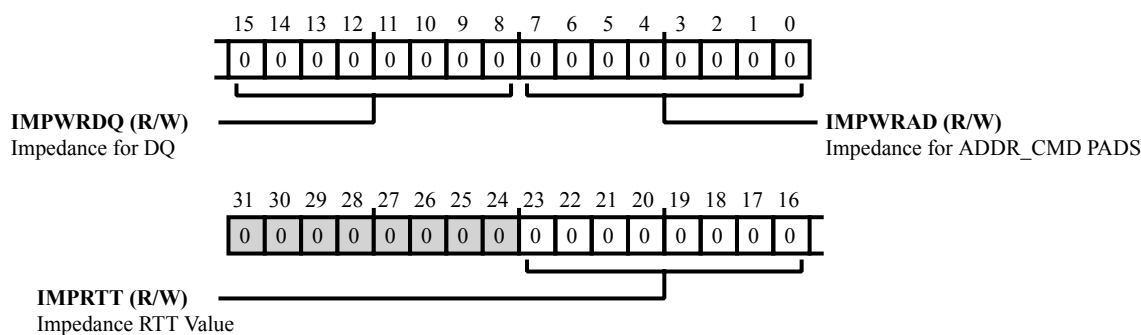 15 14 13 12 11 10 9 8 7 6 5 4 3 2 1 0
0 0 0 0 0 0 0 0 0 0 0 0 0 0 0 0
IMPWRDQ (R/W)
Impedance for DQ
IMPWRAD (R/W)
Impedance for ADDR_CMD PADS
31 30 29 28 27 26 25 24 23 22 21 20 19 18 17 16
0 0 0 0 0 0 0 0 0 0 0 0 0 0 0 0
IMPRTT (R/W)
Impedance RTT Value